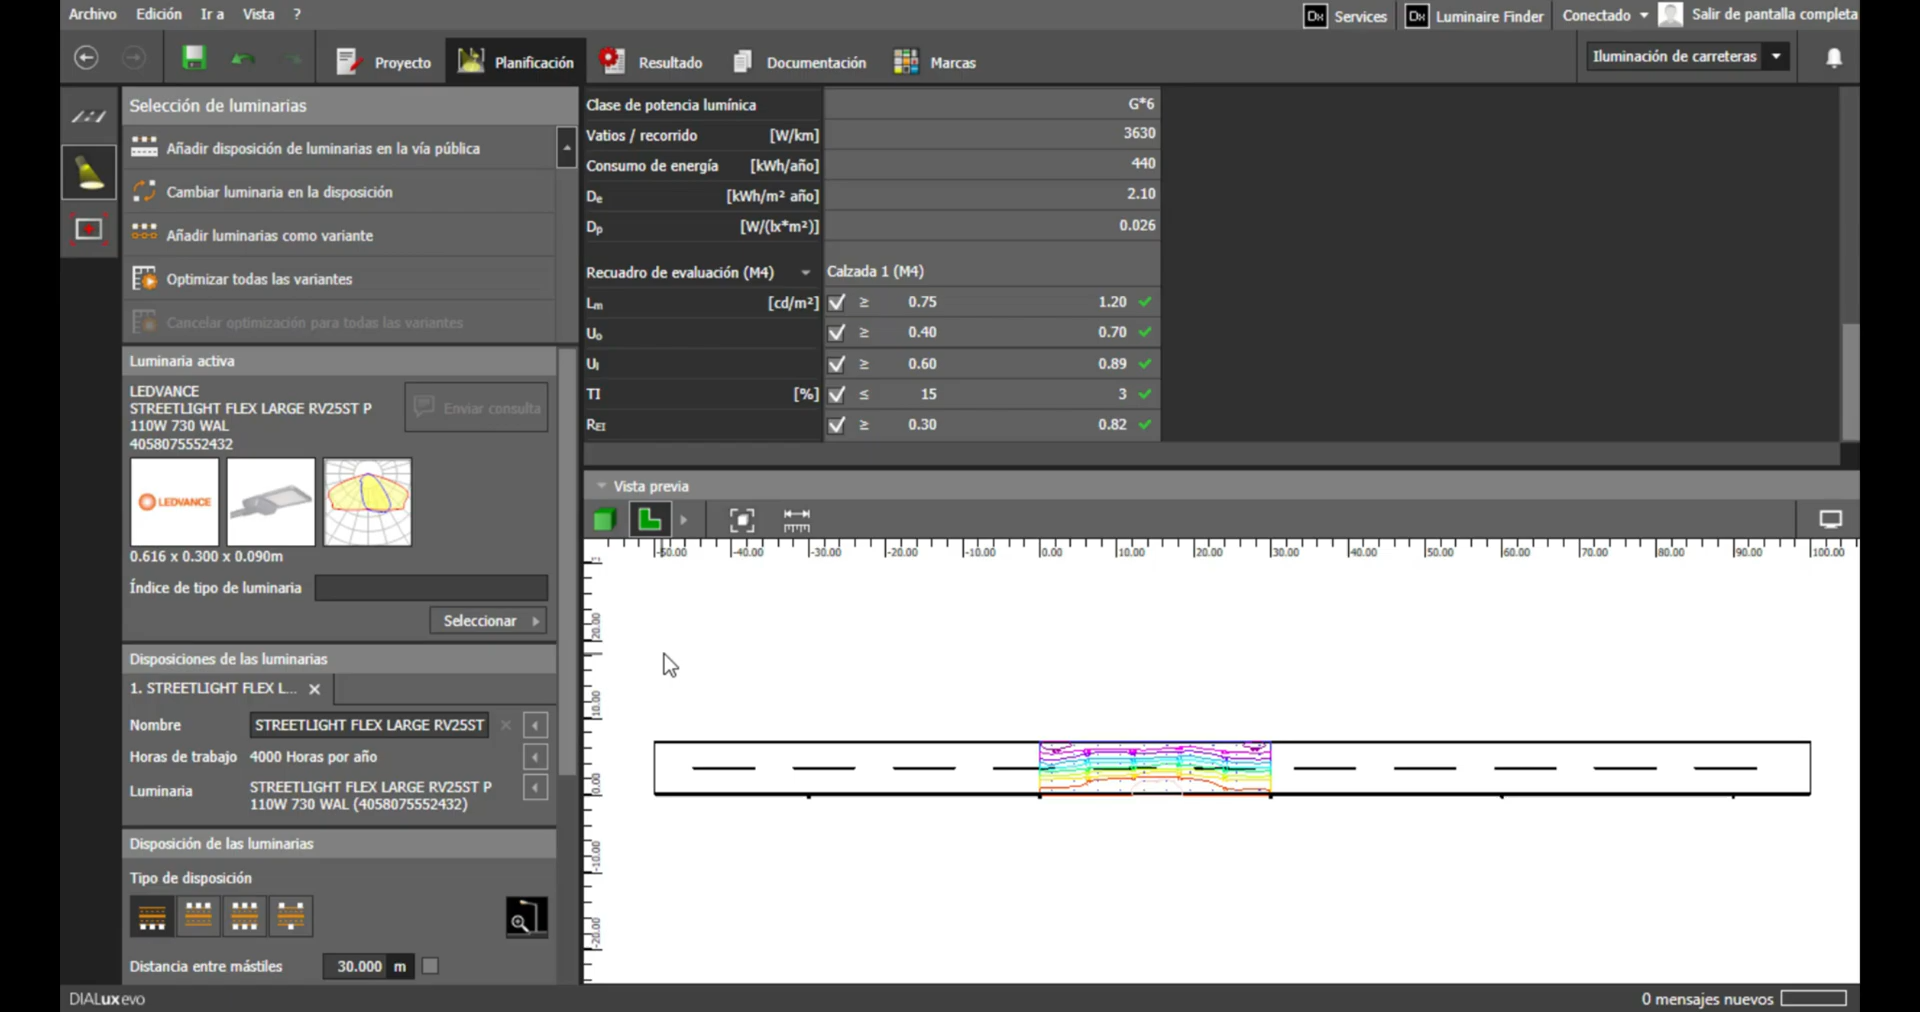 Archivo Edición Ir a Vista ?
Dx Services Dx Luminaire Finder Conectado Salir de pantalla completa
Proyecto Planificación Resultado Documentación Marcas Iluminación de carreteras
Selección de luminarias
Añadir disposición de luminarias en la vía pública
Cambiar luminaria en la disposición
Añadir luminarias como variante
Optimizar todas las variantes
Cancelar optimización para todas las variantes
Luminaria activa
LEDVANCE
STREETLIGHT FLEX LARGE RV25ST P
110W 730 WAL
4058075552432
Enviar consulta
LEDVANCE
0.616 x 0.300 x 0.090m
Índice de tipo de luminaria
Seleccionar
Disposiciones de las luminarias
1. STREETLIGHT FLEX L...
Nombre STREETLIGHT FLEX LARGE RV25ST
Horas de trabajo 4000 Horas por año
Luminaria STREETLIGHT FLEX LARGE RV25ST P
110W 730 WAL (4058075552432)
Disposición de las luminarias
Tipo de disposición
Distancia entre mástiles 30.000 m
Clase de potencia lumínica G*6
Vatios / recorrido [W/km] 3630
Consumo de energía [kWh/año] 440
De [kWh/m² año] 2.10
Dp [W/(lx*m²)] 0.026
Recuadro de evaluación (M4) Calzada 1 (M4)
Lm [cd/m²] ≥ 0.75 1.20
Uo ≥ 0.40 0.70
Ul ≥ 0.60 0.89
TI [%] ≤ 15 3
REI ≥ 0.30 0.82
Vista previa
-50.00 -40.00 -30.00 -20.00 -10.00 0.00 10.00 20.00 30.00 40.00 50.00 60.00 70.00 80.00 90.00 100.00
20.00
10.00
0.00
-10.00
-20.00
DIALux evo
0 mensajes nuevos